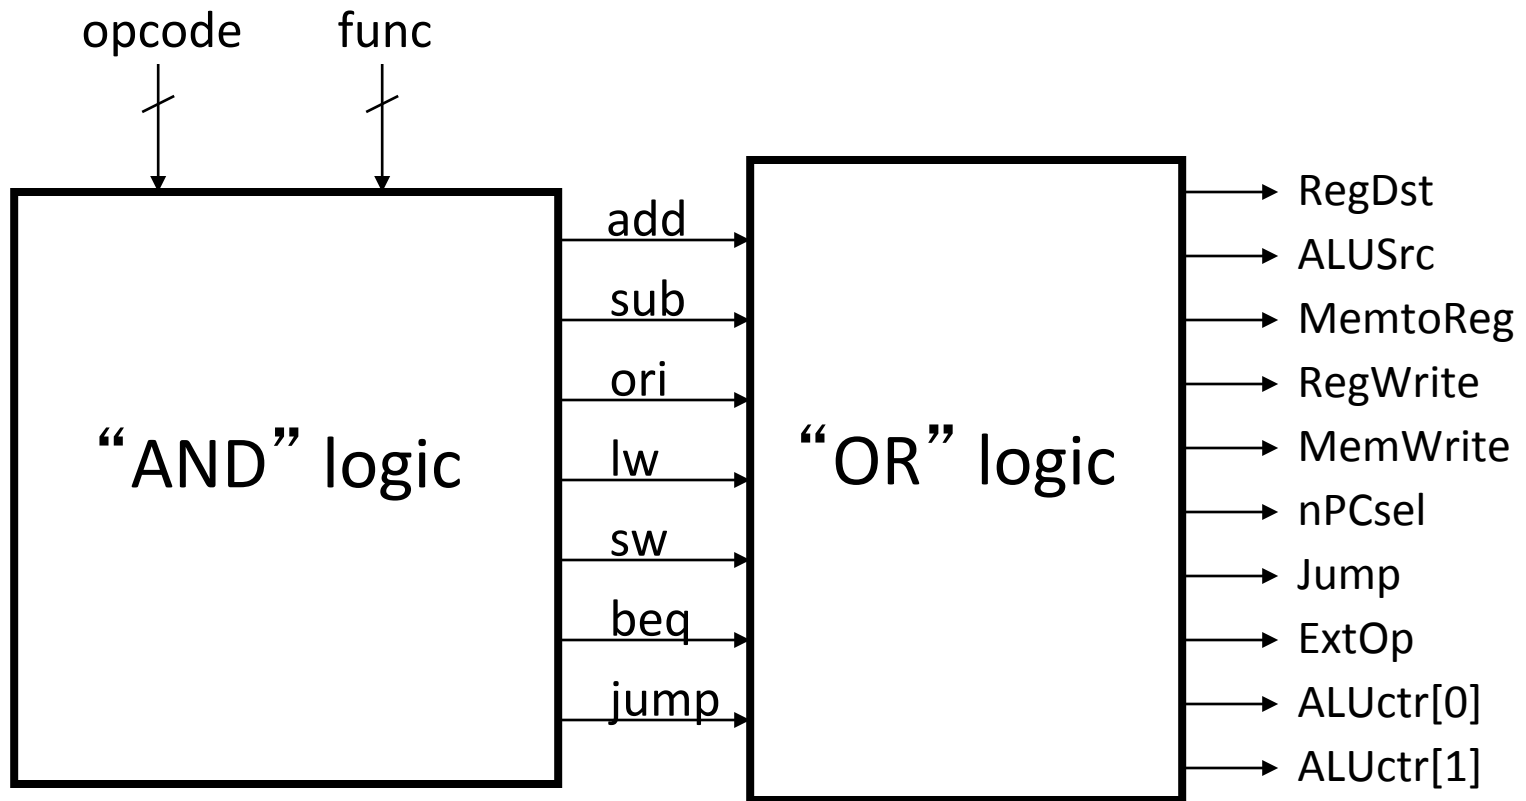 opcode
func
“AND” logic
add
sub
ori
lw
sw
beq
jump
“OR” logic
RegDst
ALUSrc
MemtoReg
RegWrite
MemWrite
nPCsel
Jump
ExtOp
ALUctr[0]
ALUctr[1]